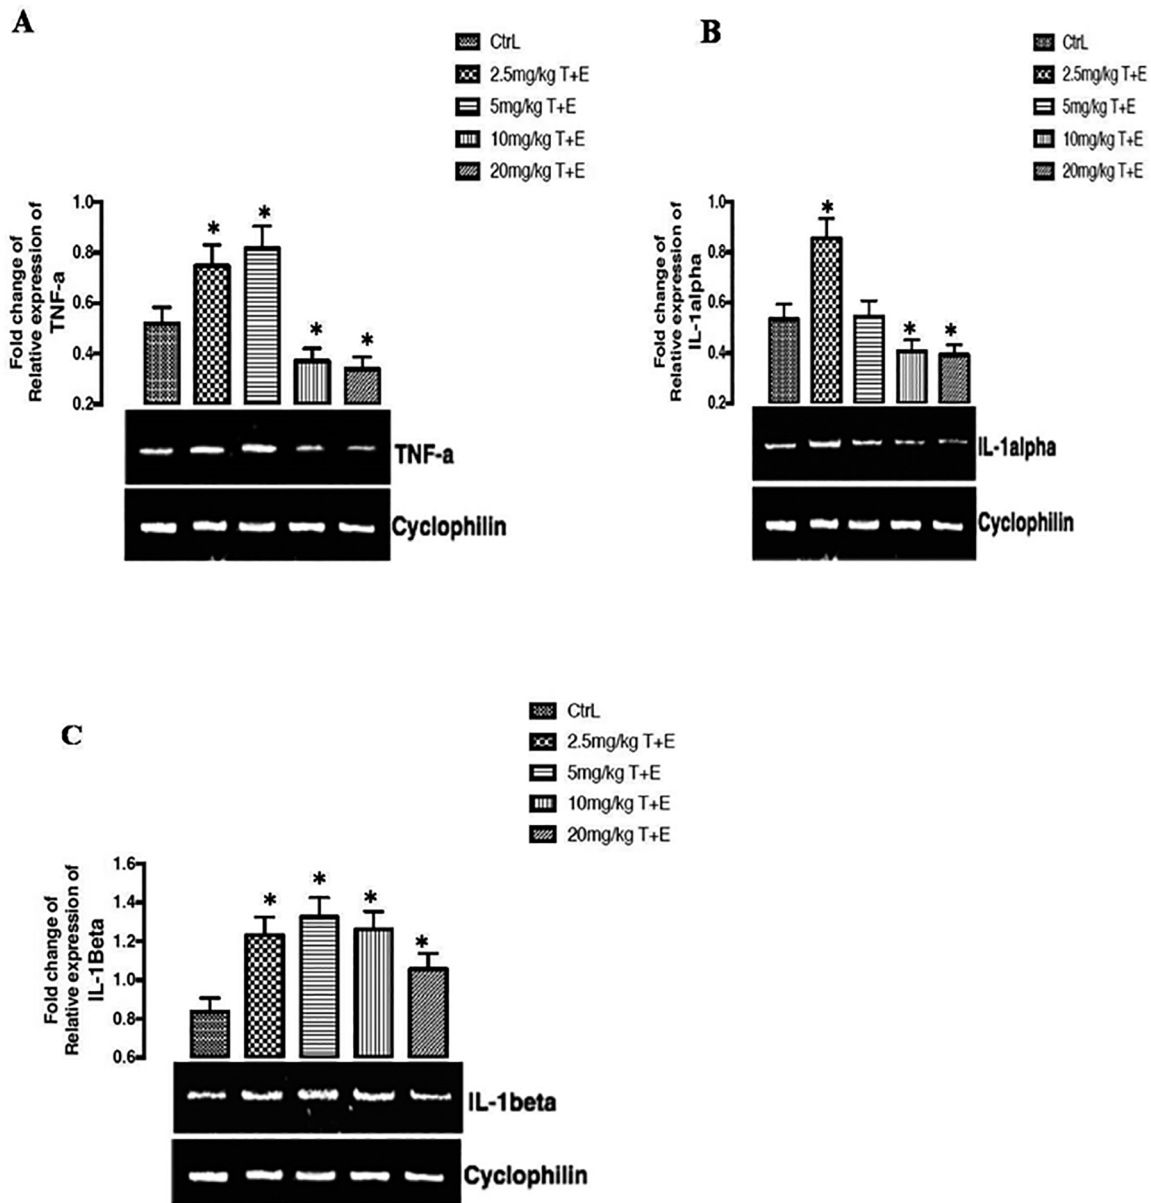 A
CtrL
2.5mg/kg T+E
5mg/kg T+E
10mg/kg T+E
20mg/kg T+E
Fold change of
Relative expression of
TNF-a
1.0
0.8
0.6
0.4
0.2
*
*
*
*
TNF-a
Cyclophilin
B
CtrL
2.5mg/kg T+E
5mg/kg T+E
10mg/kg T+E
20mg/kg T+E
Fold change of
Relative expression of
IL-1alpha
1.0
0.8
0.6
0.4
0.2
*
*
*
IL-1alpha
Cyclophilin
C
CtrL
2.5mg/kg T+E
5mg/kg T+E
10mg/kg T+E
20mg/kg T+E
Fold change of
Relative expression of
IL-1Beta
1.6
1.4
1.2
1.0
0.8
0.6
*
*
*
*
IL-1beta
Cyclophilin